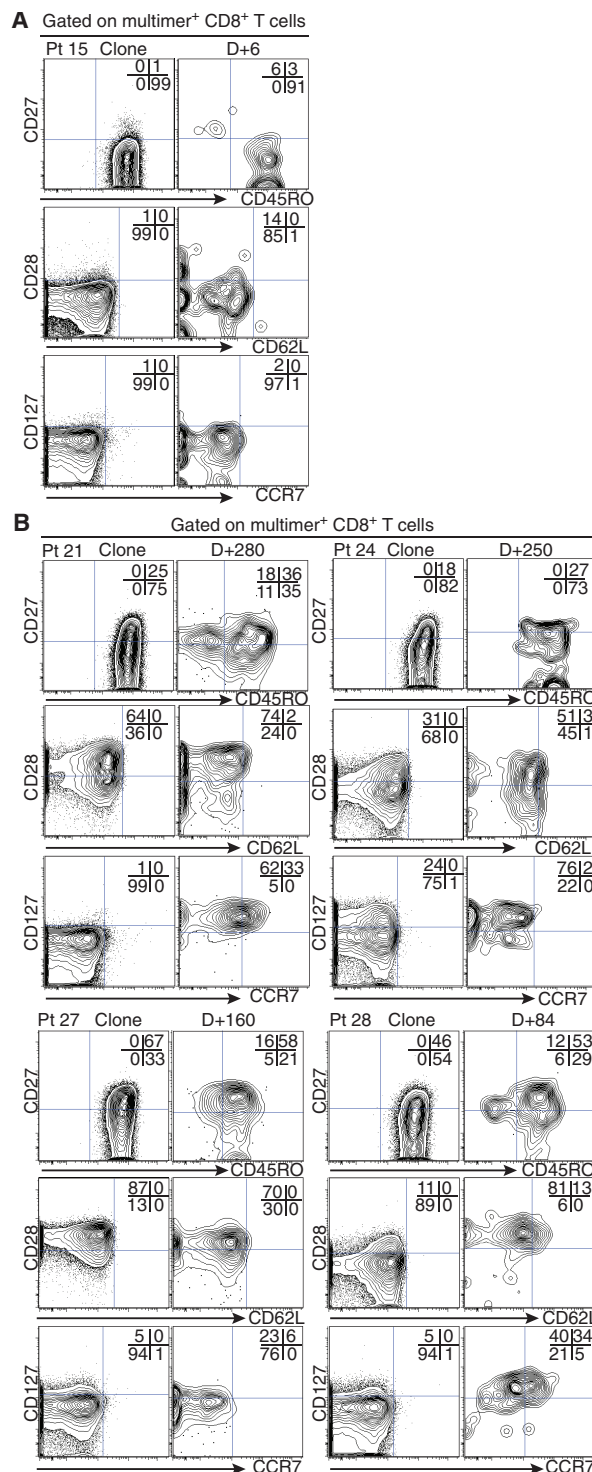 A Gated on multimer+ CD8+ T cells
Pt 15 Clone D+6
CD27
0|1
0|99
6|3
0|91
CD45RO
CD28
1|0
99|0
14|0
85|1
CD62L
CD127
1|0
99|0
2|0
97|1
CCR7
B
Gated on multimer+ CD8+ T cells
Pt 21 Clone D+280
CD27
0|25
0|75
18|36
11|35
CD45RO
CD28
64|0
36|0
74|2
24|0
CD62L
CD127
1|0
99|0
62|33
5|0
CCR7
Pt 24 Clone D+250
CD27
0|18
0|82
0|27
0|73
CD45RO
CD28
31|0
68|0
51|3
45|1
CD62L
CD127
24|0
75|1
76|2
22|0
CCR7
Pt 27 Clone D+160
CD27
0|67
0|33
16|58
5|21
CD45RO
CD28
87|0
13|0
70|0
30|0
CD62L
CD127
5|0
94|1
23|6
76|0
CCR7
Pt 28 Clone D+84
CD27
0|46
0|54
12|53
6|29
CD45RO
CD28
11|0
89|0
81|13
6|0
CD62L
CD127
5|0
94|1
40|34
21|5
CCR7